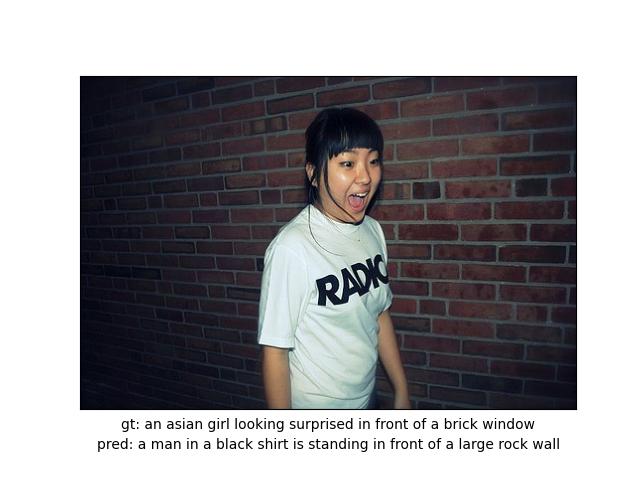 RADIO
gt: an asian girl looking surprised in front of a brick window
pred: a man in a black shirt is standing in front of a large rock wall